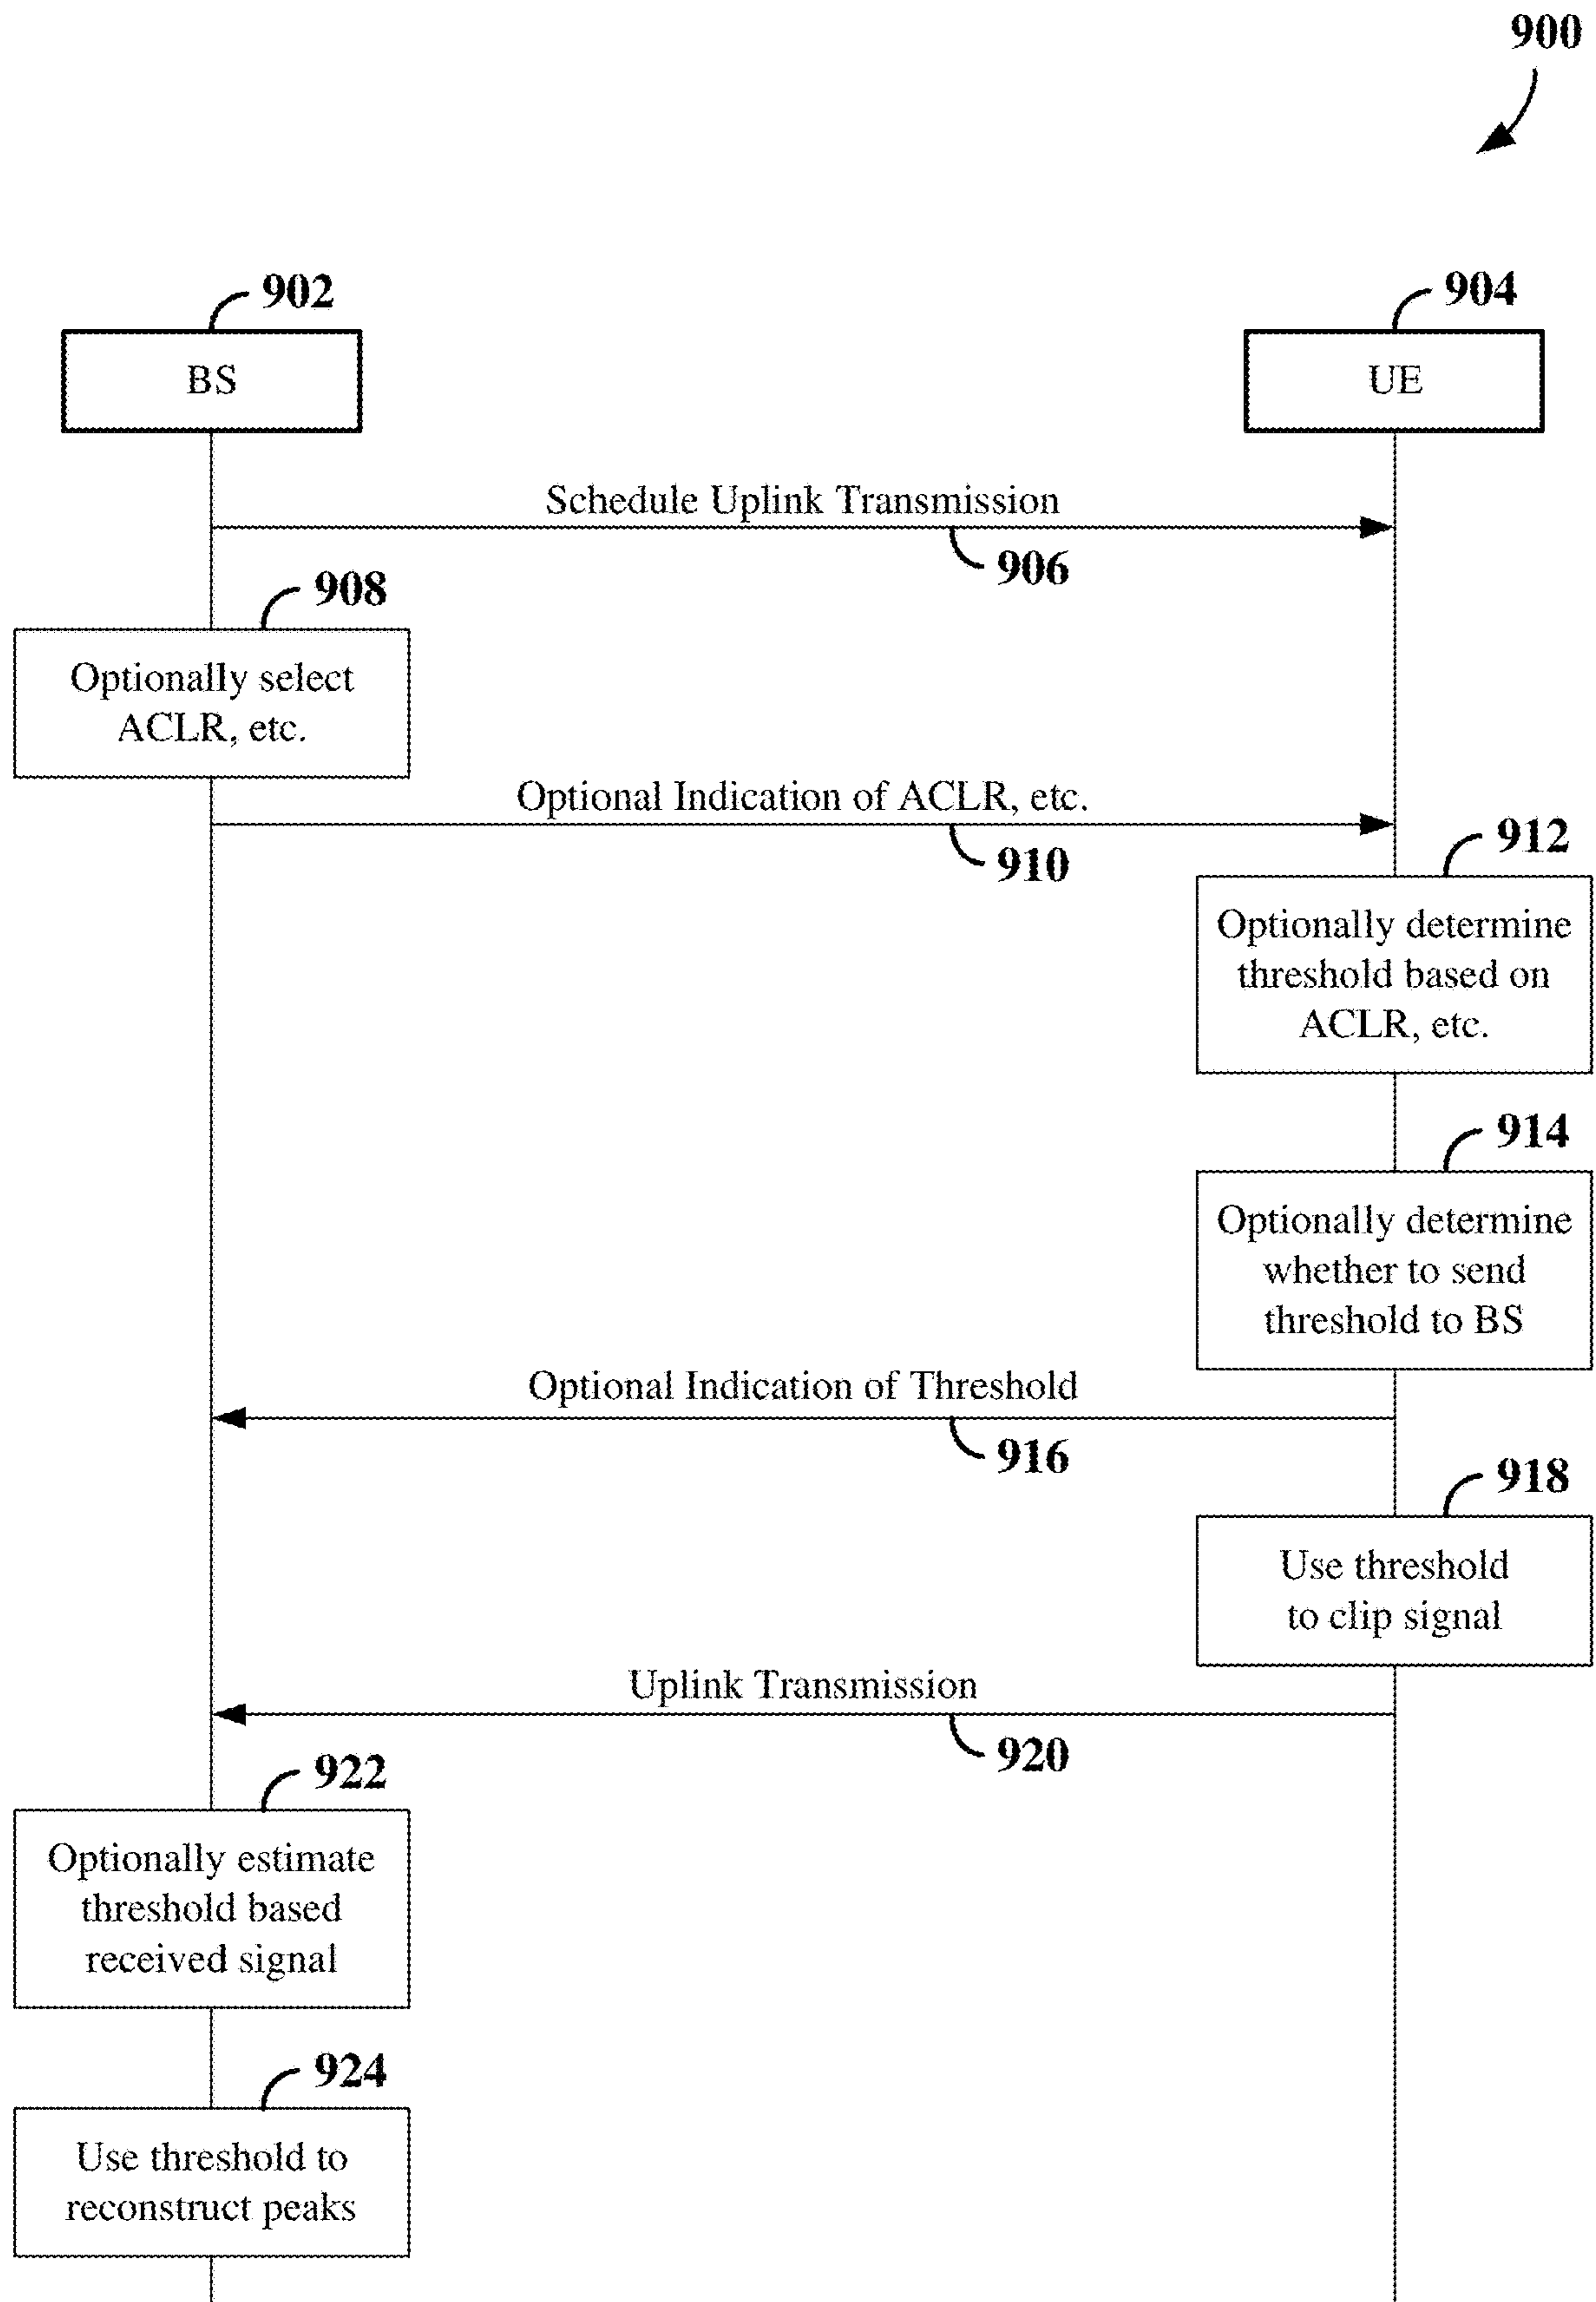 900
902
904
BS
UE
Schedule Uplink Transmission
906
908
Optionally select
ACLR, etc.
Optional Indication of ACLR, etc.
910
912
Optionally determine
threshold based on
ACLR, etc.
914
Optionally determine
whether to send
threshold to BS
Optional Indication of Threshold
916
918
Use threshold
to clip signal
Uplink Transmission
920
922
Optionally estimate
threshold based
received signal
924
Use threshold to
reconstruct peaks